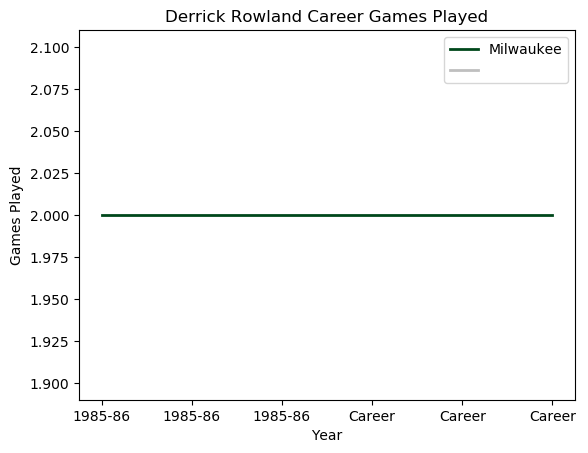 Derrick Rowland Career Games Played
Milwaukee
2.100
2.075
2.050
2.025
2.000
1.975
1.950
1.925
1.900
Games Played
1985-86 1985-86 1985-86 Career Career Career
Year